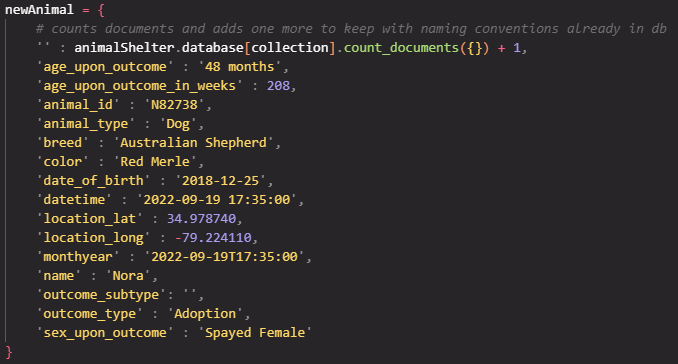 newAnimal = {
# counts documents and adds one more to keep with naming conventions already in db
'' : animalShelter.database[collection].count_documents({}) + 1,
'age_upon_outcome' : '48 months',
'age_upon_outcome_in_weeks' : 208,
'animal_id' : 'N82738',
'animal_type' : 'Dog',
'breed' : 'Australian Shepherd',
'color' : 'Red Merle',
'date_of_birth' : '2018-12-25',
'datetime' : '2022-09-19 17:35:00',
'location_lat' : 34.978740,
'location_long' : -79.224110,
'monthyear' : '2022-09-19T17:35:00',
'name' : 'Nora',
'outcome_subtype': '',
'outcome_type' : 'Adoption',
'sex_upon_outcome' : 'Spayed Female'
}